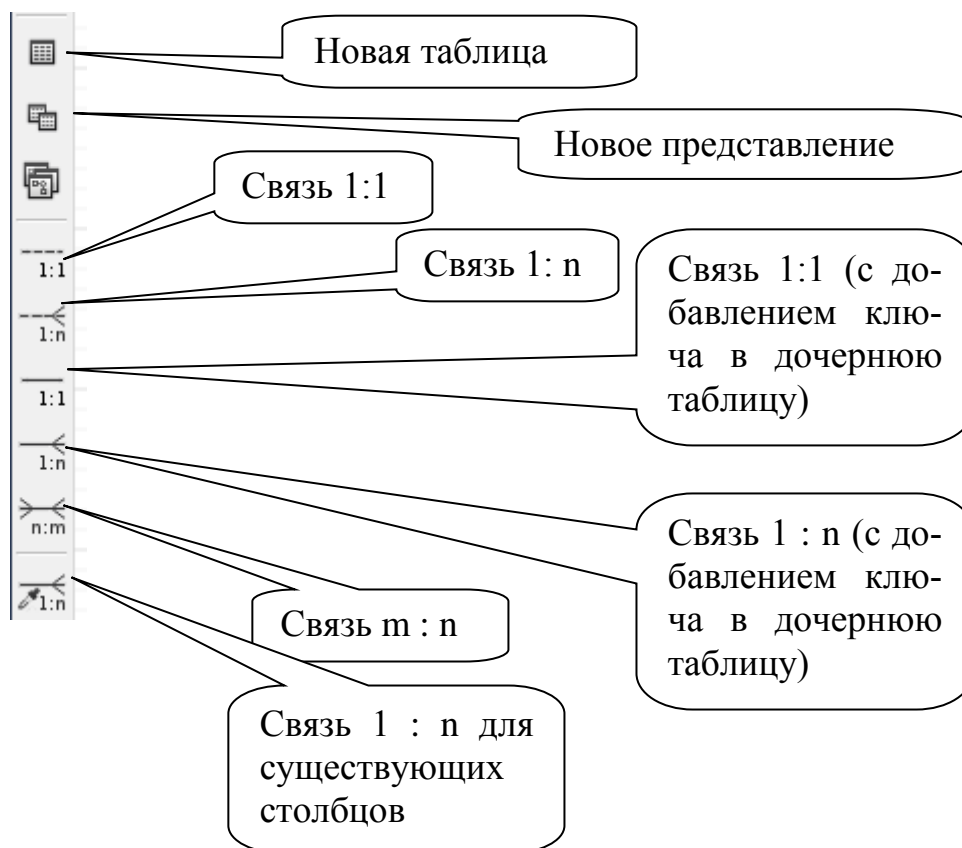 Новая таблица
Новое представление
Связь 1:1
Связь 1: n
Связь 1:1 (с до-
бавлением клю-
ча в дочернюю
таблицу)
1:1
1:n
1:1
1:n
n:m
1:n
Связь 1 : n (с до-
бавлением клю-
ча в дочернюю
таблицу)
Связь m : n
Связь 1 : n для
существующих
столбцов